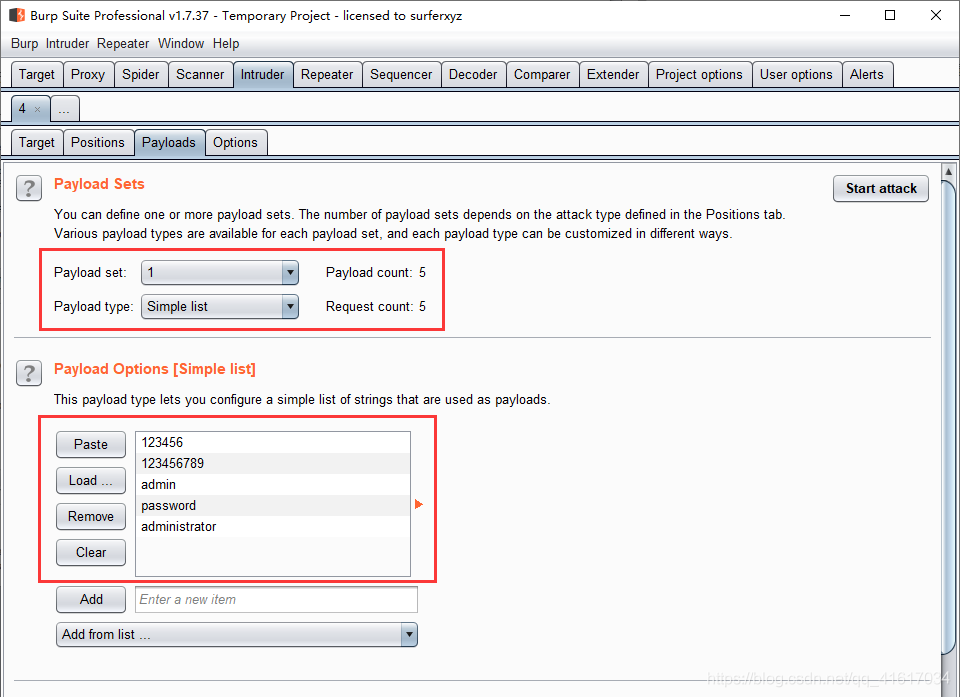 Burp Suite Professional v1.7.37 - Temporary Project - licensed to surferxyz
Burp Intruder Repeater Window Help
Target Proxy Spider Scanner Intruder Repeater Sequencer Decoder Comparer Extender Project options User options Alerts
4 × ...
Target Positions Payloads Options
? Payload Sets Start attack
You can define one or more payload sets. The number of payload sets depends on the attack type defined in the Positions tab.
Various payload types are available for each payload set, and each payload type can be customized in different ways.
Payload set: 1 Payload count: 5
Payload type: Simple list Request count: 5
? Payload Options [Simple list]
This payload type lets you configure a simple list of strings that are used as payloads.
Paste
Load ...
Remove
Clear
123456
123456789
admin
password
administrator
Add Enter a new item
Add from list ...
https://blog.csdn.net/qq_41617034